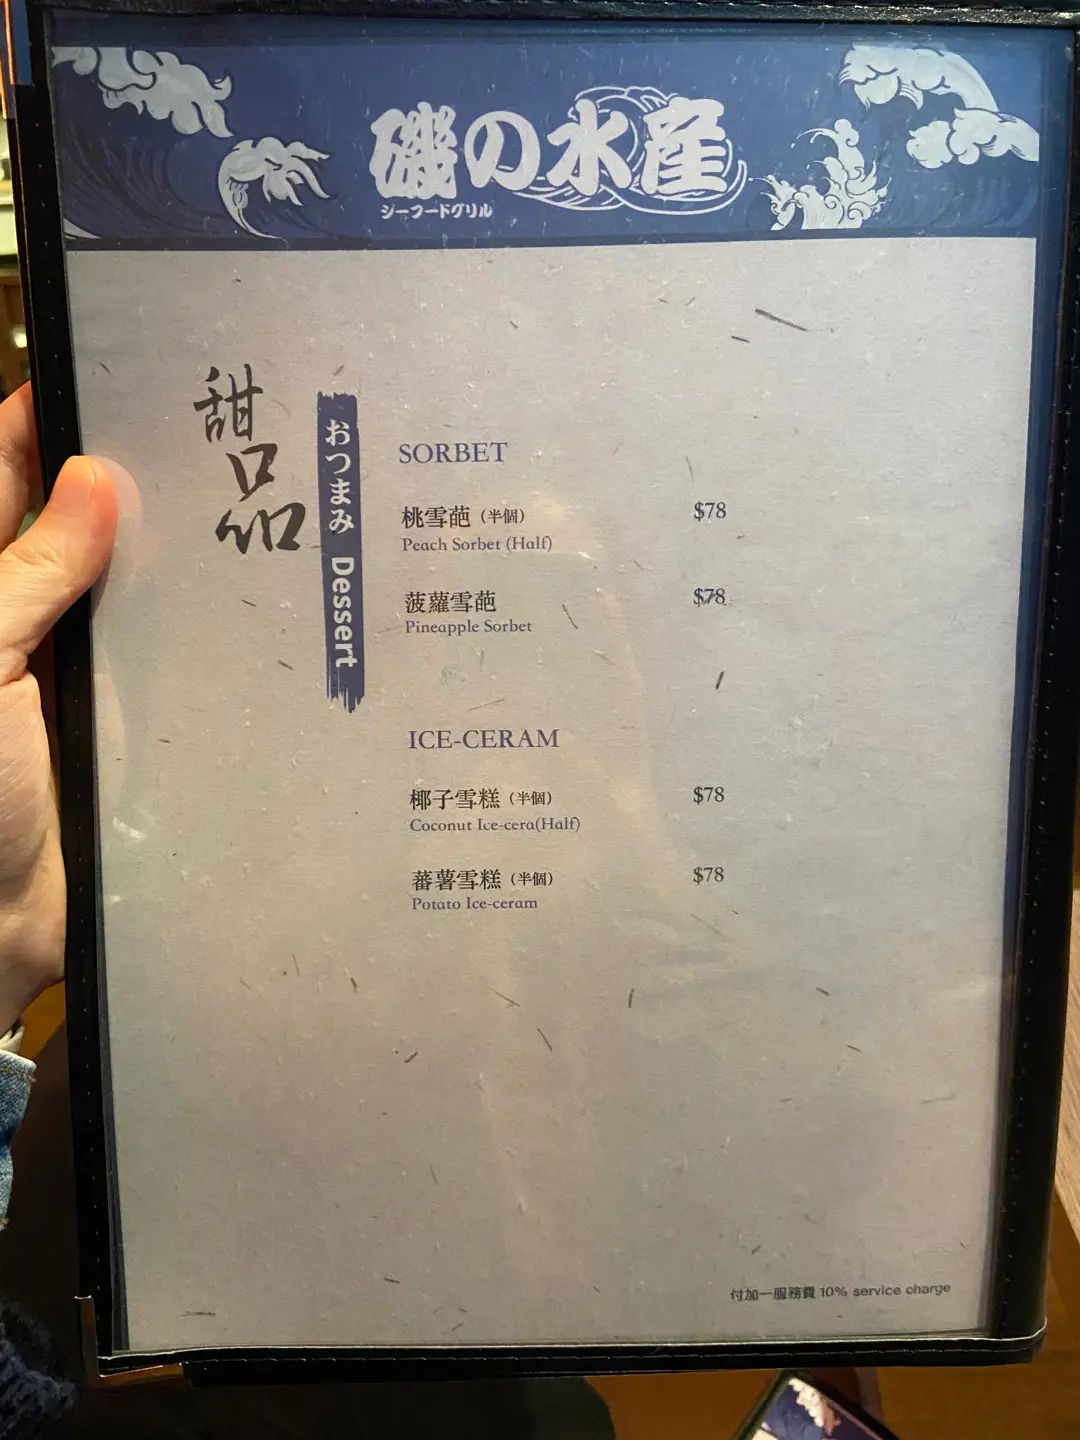 磯の水産
シーフードグリル
甜品
おつまみ Dessert
SORBET
桃雪葩（半個） $78
Peach Sorbet (Half)
菠蘿雪葩 $78
Pineapple Sorbet
ICE-CERAM
椰子雪糕（半個） $78
Coconut Ice-cera(Half)
蕃薯雪糕（半個） $78
Potato Ice-ceram
付加一服務費 10% service charge